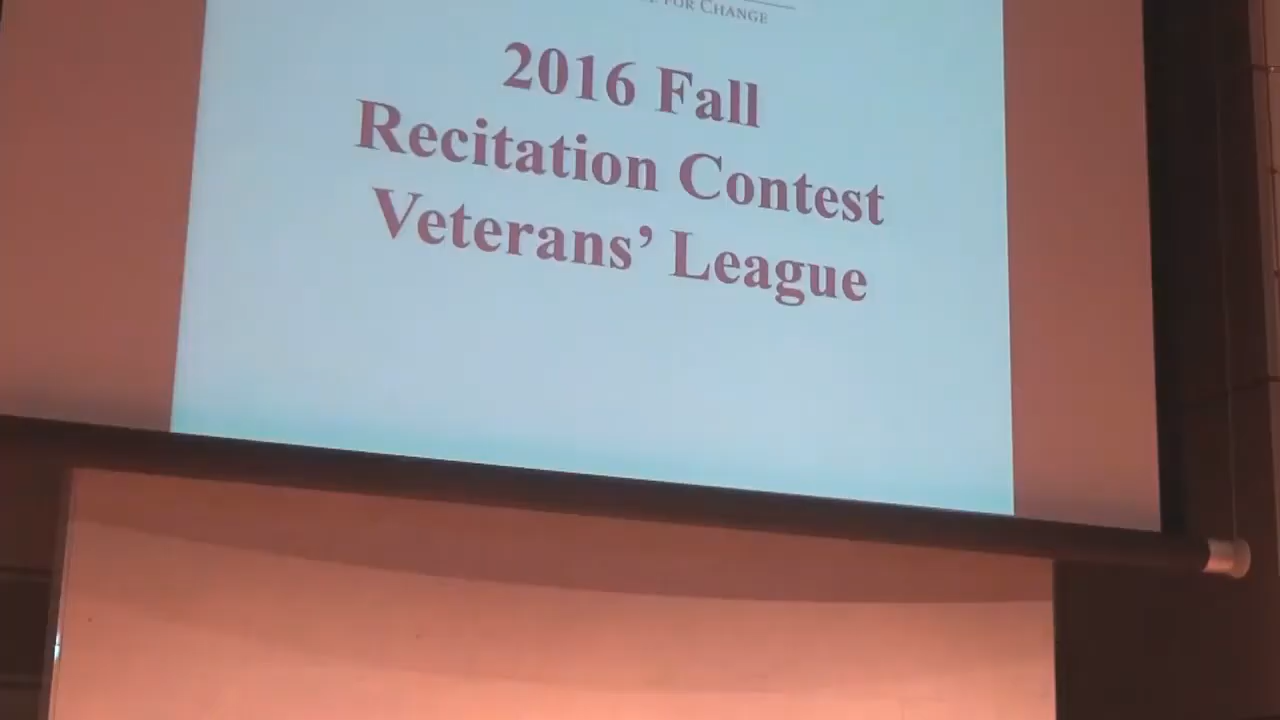 FOR CHANGE
2016 Fall
Recitation Contest
Veterans’ League